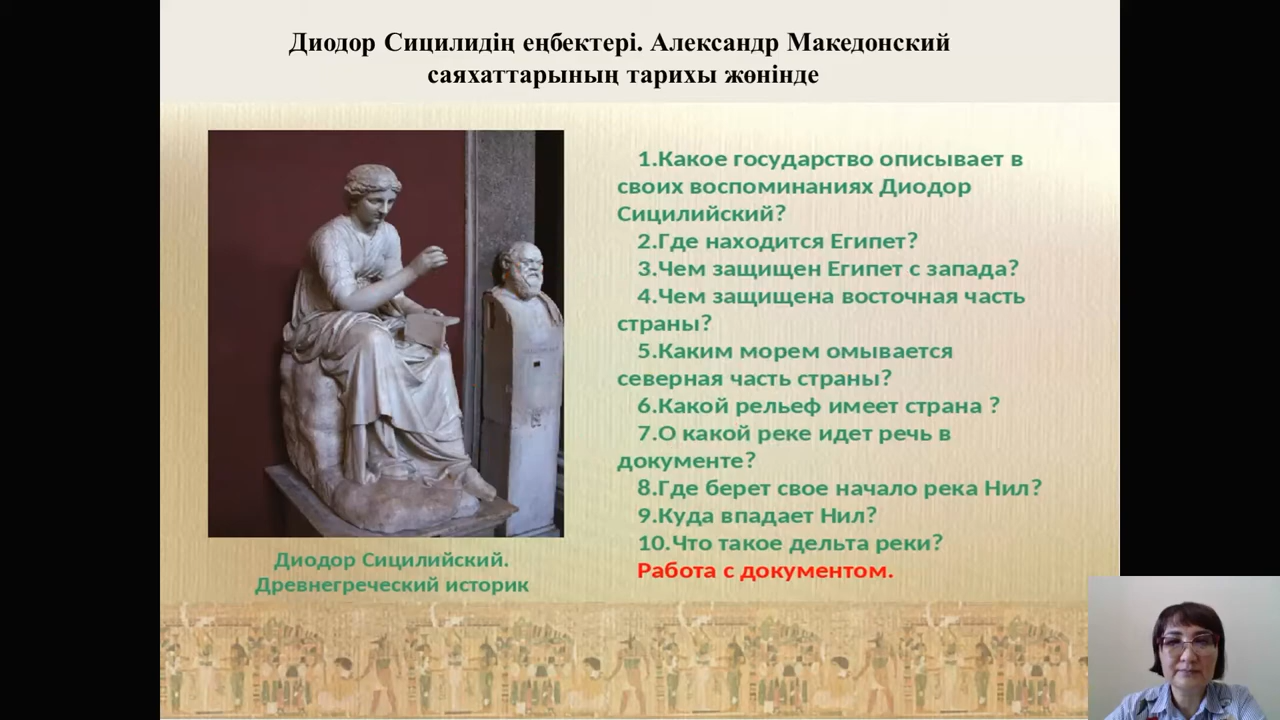 Диодор Сицилидің еңбектері. Александр Македонский
саяхаттарының тарихы жөнінде
1.Какое государство описывает в
своих воспоминаниях Диодор
Сицилийский?
2.Где находится Египет?
3.Чем защищен Египет с запада?
4.Чем защищена восточная часть
страны?
5.Каким морем омывается
северная часть страны?
6.Какой рельеф имеет страна ?
7.О какой реке идет речь в
документе?
8.Где берет свое начало река Нил?
9.Куда впадает Нил?
10.Что такое дельта реки?
Работа с документом.
Диодор Сицилийский.
Древнегреческий историк